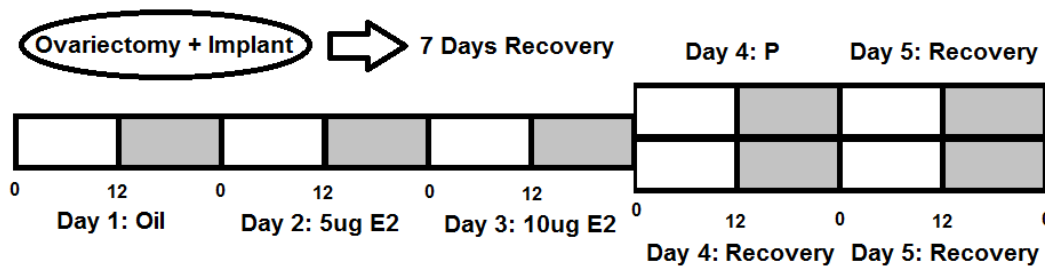 Ovariectomy + Implant
7 Days Recovery
Day 4: P
Day 5: Recovery
0 12 0 12 0 12
0 12 0 12 0
Day 1: Oil
Day 2: 5ug E2
Day 3: 10ug E2
Day 4: Recovery
Day 5: Recovery